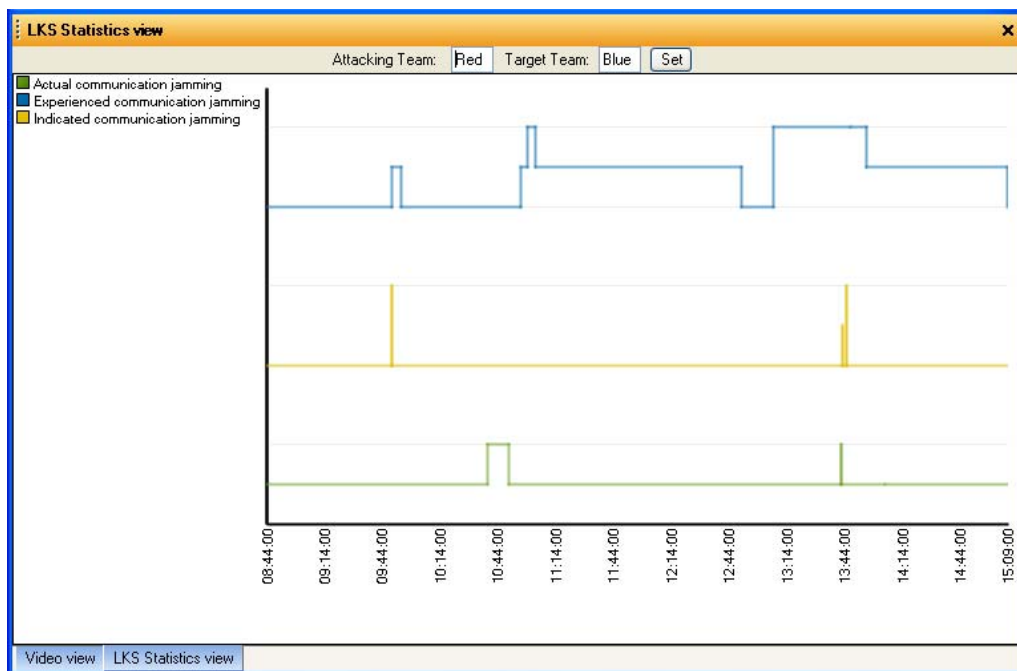 LKS Statistics view
Attacking Team: Red Target Team: Blue Set
Actual communication jamming
Experienced communication jamming
Indicated communication jamming
08:44:00
09:14:00
09:44:00
10:14:00
10:44:00
11:14:00
11:44:00
12:14:00
12:44:00
13:14:00
13:44:00
14:14:00
14:44:00
15:09:00
Video view LKS Statistics view